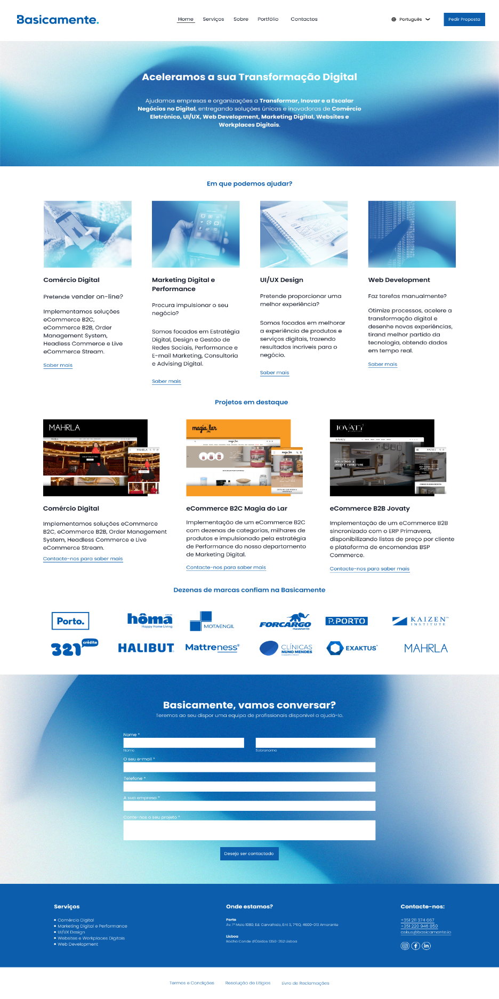 Basicamente.
Home Serviços Sobre Portfólio Contactos
Português
Pedir Proposta
Aceleramos a sua Transformação Digital
Ajudamos empresas e organizações a Transformar, Inovar e a Escalar
Negócios no Digital, entregando soluções únicas e inovadoras de Comércio
Eletrónico, UI/UX, Web Development, Marketing Digital, Websites e
Workplaces Digitais.
Em que podemos ajudar?
Comércio Digital
Pretende vender on-line?
Implementamos soluções
eCommerce B2C,
eCommerce B2B, Order
Management System,
Headless Commerce e Live
eCommerce Stream.
Saber mais
Marketing Digital e
Performance
Procura impulsionar o seu
negócio?
Somos focados em Estratégia
Digital, Design e Gestão de
Redes Sociais, Performance e
E-mail Marketing, Consultoria
e Advising Digital.
Saber mais
UI/UX Design
Pretende proporcionar uma
melhor experiência?
Somos focados em melhorar
a experiência de produtos e
serviços digitais, trazendo
resultados incríveis para o
negócio.
Saber mais
Web Development
Faz tarefas manualmente?
Otimize processos, acelere a
transformação digital e
desenhe novas experiências,
tirand melhor partido da
tecnologia, obtendo dados
em tempo real.
Saber mais
Projetos em destaque
MAHRLA
MAHRLA
Comércio Digital
Implementamos soluções eCommerce
B2C, eCommerce B2B, Order Management
System, Headless Commerce e Live
eCommerce Stream.
Contacte-nos para saber mais
magia do lar
magia lar
eCommerce B2C Magia do Lar
Implementação de um eCommerce B2C
com dezenas de categorias, milhares de
produtos e impulsionado pela estratégia
de Performance do nosso departamento
de Marketing Digital.
Contacte-nos para saber mais
JOVATY
JOVATY
BEM-VINDO A
JOVATY FURNITURE
eCommerce B2B Jovaty
Implementação de um eCommerce B2B
sincronizado com o ERP Primavera,
disponibilizando listas de preço por cliente
e plataforma de encomendas BSP
Commerce.
Contacte-nos para saber mais
Dezenas de marcas confiam na Basicamente
Porto.
hôma
Happy Home Living
MOTAENGIL
FORCARGO
TRANSPORTES
P.PORTO
KAIZEN™
INSTITUTE
321 crédito
HALIBUT
Mattreness®
CLÍNICAS
NUNO MENDES
EXAKTUS
MAHRLA
Basicamente, vamos conversar?
Teremos ao seu dispor uma equipa de profissionais disponível a ajudá-lo.
Nome *
Nome Sobranome
O seu e-mail *
Telefone *
A sua empresa *
Conte-nos o seu projeto *
Desejo ser contactado
Serviços
Comércio Digital
Marketing Digital e Performance
UI/UX Design
Websites e Workplaces Digitais
Web Development
Onde estamos?
Porto
Av. 1º Maio 1080, Ed. Carvalhido, Ent 3, 7ºEQ, 4600-013 Amarante
Lisboa
Rocha Conde d'Óbidos 1350-352 Lisboa
Contacte-nos:
+351 211 374 667
+351 220 946 850
askus@basicamente.io
Termos e Condições Resolução de Litígios Livro de Reclamações